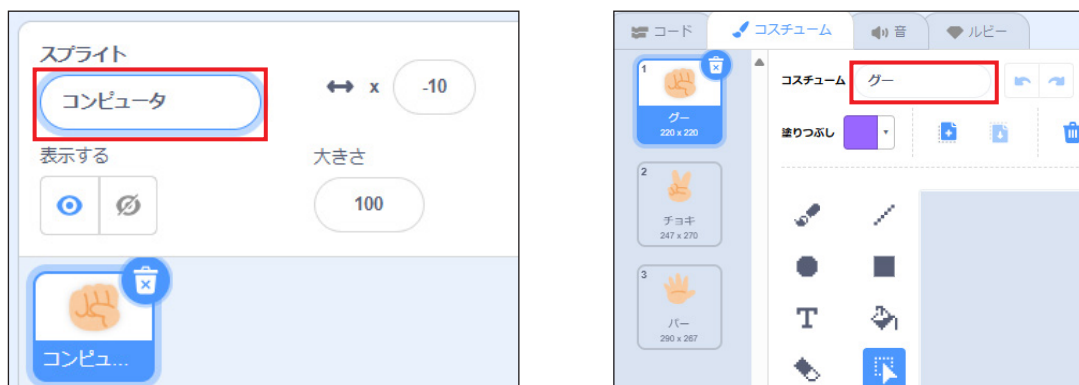 スプライト
コンピュータ
x
-10
表示する
大きさ
100
コンピュ...
コード
コスチューム
音
ルビー
1
グー
220 x 220
2
チョキ
247 x 270
3
パー
290 x 267
コスチューム
グー
塗りつぶし
T